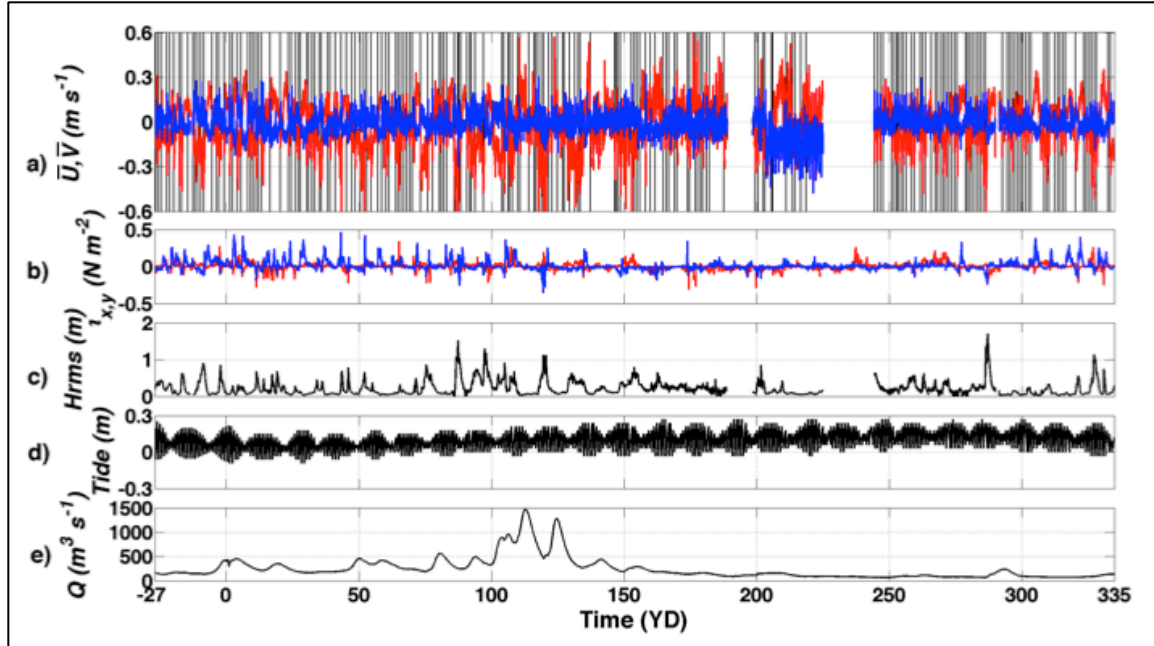 a) U̅,V̅ (m s⁻¹)
0.6
0.3
0
-0.3
-0.6
b) τx,y (N m⁻²)
0.5
0
-0.5
c) Hrms (m)
2
1
0
d) Tide (m)
0.3
0
-0.3
e) Q (m³ s⁻¹)
1500
1000
500
0
-27 0 50 100 150 200 250 300 335
Time (YD)